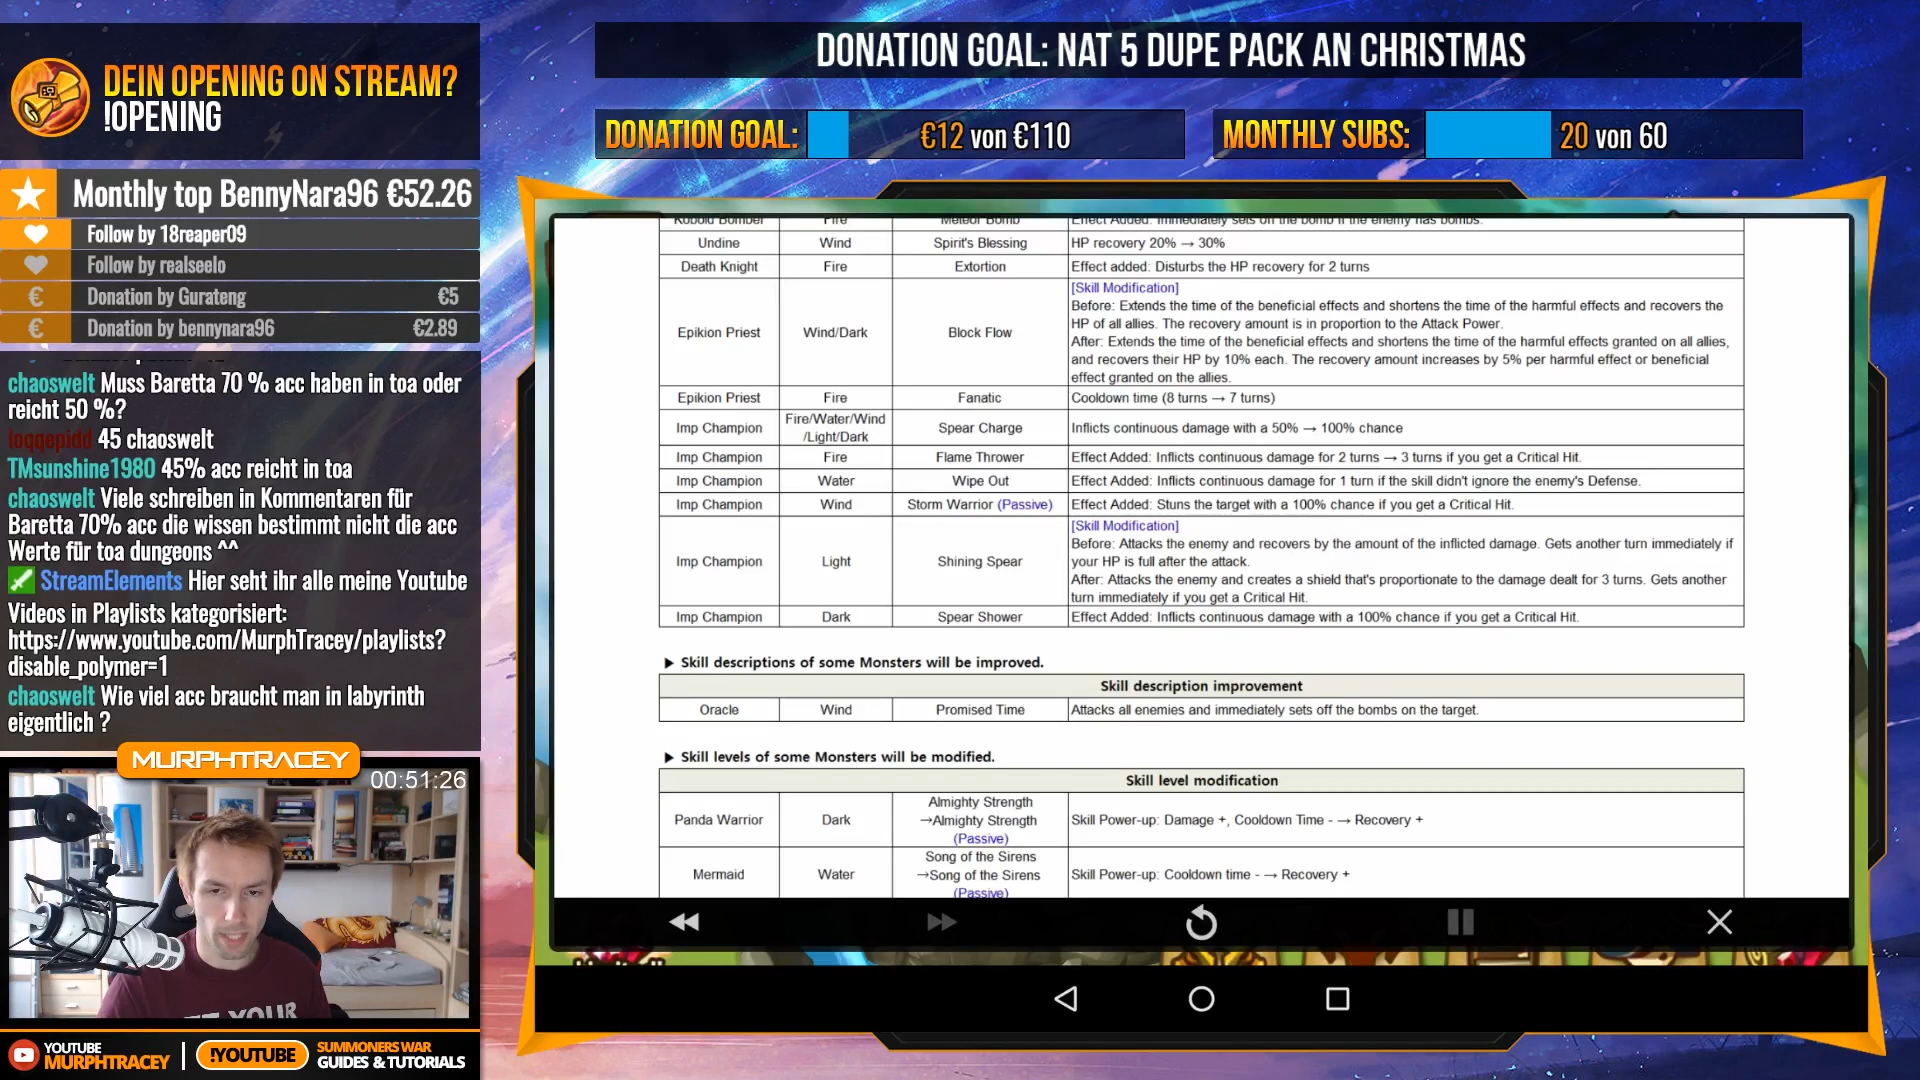 DEIN OPENING ON STREAM?
!OPENING
Monthly top BennyNara96 €52.26
Follow by 18reaper09
Follow by realseelo
€ Donation by Gurateng €5
€ Donation by bennynara96 €2.89
chaoswelt Muss Baretta 70 % acc haben in toa oder
reicht 50 %?
loqqepidd 45 chaoswelt
TMsunshine1980 45% acc reicht in toa
chaoswelt Viele schreiben in Kommentaren für
Baretta 70% acc die wissen bestimmt nicht die acc
Werte für toa dungeons ^^
StreamElements Hier seht ihr alle meine Youtube
Videos in Playlists kategorisiert:
https://www.youtube.com/MurphTracey/playlists?
disable_polymer=1
chaoswelt Wie viel acc braucht man in labyrinth
eigentlich ?
MURPHTRACEY
00:51:26
YOUTUBE
MURPHTRACEY
!YOUTUBE
SUMMONERS WAR
GUIDES & TUTORIALS
DONATION GOAL: NAT 5 DUPE PACK AN CHRISTMAS
DONATION GOAL: €12 von €110
MONTHLY SUBS: 20 von 60
Kobold Bomber Fire Meteor Bomb Effect Added: Immediately sets off the bomb if the enemy has bombs.
Undine Wind Spirit's Blessing HP recovery 20% → 30%
Death Knight Fire Extortion Effect added: Disturbs the HP recovery for 2 turns
Epikion Priest Wind/Dark Block Flow
[Skill Modification]
Before: Extends the time of the beneficial effects and shortens the time of the harmful effects and recovers the
HP of all allies. The recovery amount is in proportion to the Attack Power.
After: Extends the time of the beneficial effects and shortens the time of the harmful effects granted on all allies,
and recovers their HP by 10% each. The recovery amount increases by 5% per harmful effect or beneficial
effect granted on the allies.
Epikion Priest Fire Fanatic Cooldown time (8 turns → 7 turns)
Imp Champion Fire/Water/Wind
/Light/Dark Spear Charge Inflicts continuous damage with a 50% → 100% chance
Imp Champion Fire Flame Thrower Effect Added: Inflicts continuous damage for 2 turns → 3 turns if you get a Critical Hit.
Imp Champion Water Wipe Out Effect Added: Inflicts continuous damage for 1 turn if the skill didn't ignore the enemy's Defense.
Imp Champion Wind Storm Warrior (Passive) Effect Added: Stuns the target with a 100% chance if you get a Critical Hit.
Imp Champion Light Shining Spear
[Skill Modification]
Before: Attacks the enemy and recovers by the amount of the inflicted damage. Gets another turn immediately if
your HP is full after the attack.
After: Attacks the enemy and creates a shield that's proportionate to the damage dealt for 3 turns. Gets another
turn immediately if you get a Critical Hit.
Imp Champion Dark Spear Shower Effect Added: Inflicts continuous damage with a 100% chance if you get a Critical Hit.
▶ Skill descriptions of some Monsters will be improved.
Skill description improvement
Oracle Wind Promised Time Attacks all enemies and immediately sets off the bombs on the target.
▶ Skill levels of some Monsters will be modified.
Skill level modification
Panda Warrior Dark Almighty Strength
→Almighty Strength
(Passive) Skill Power-up: Damage +, Cooldown Time - → Recovery +
Mermaid Water Song of the Sirens
→Song of the Sirens
(Passive) Skill Power-up: Cooldown time - → Recovery +